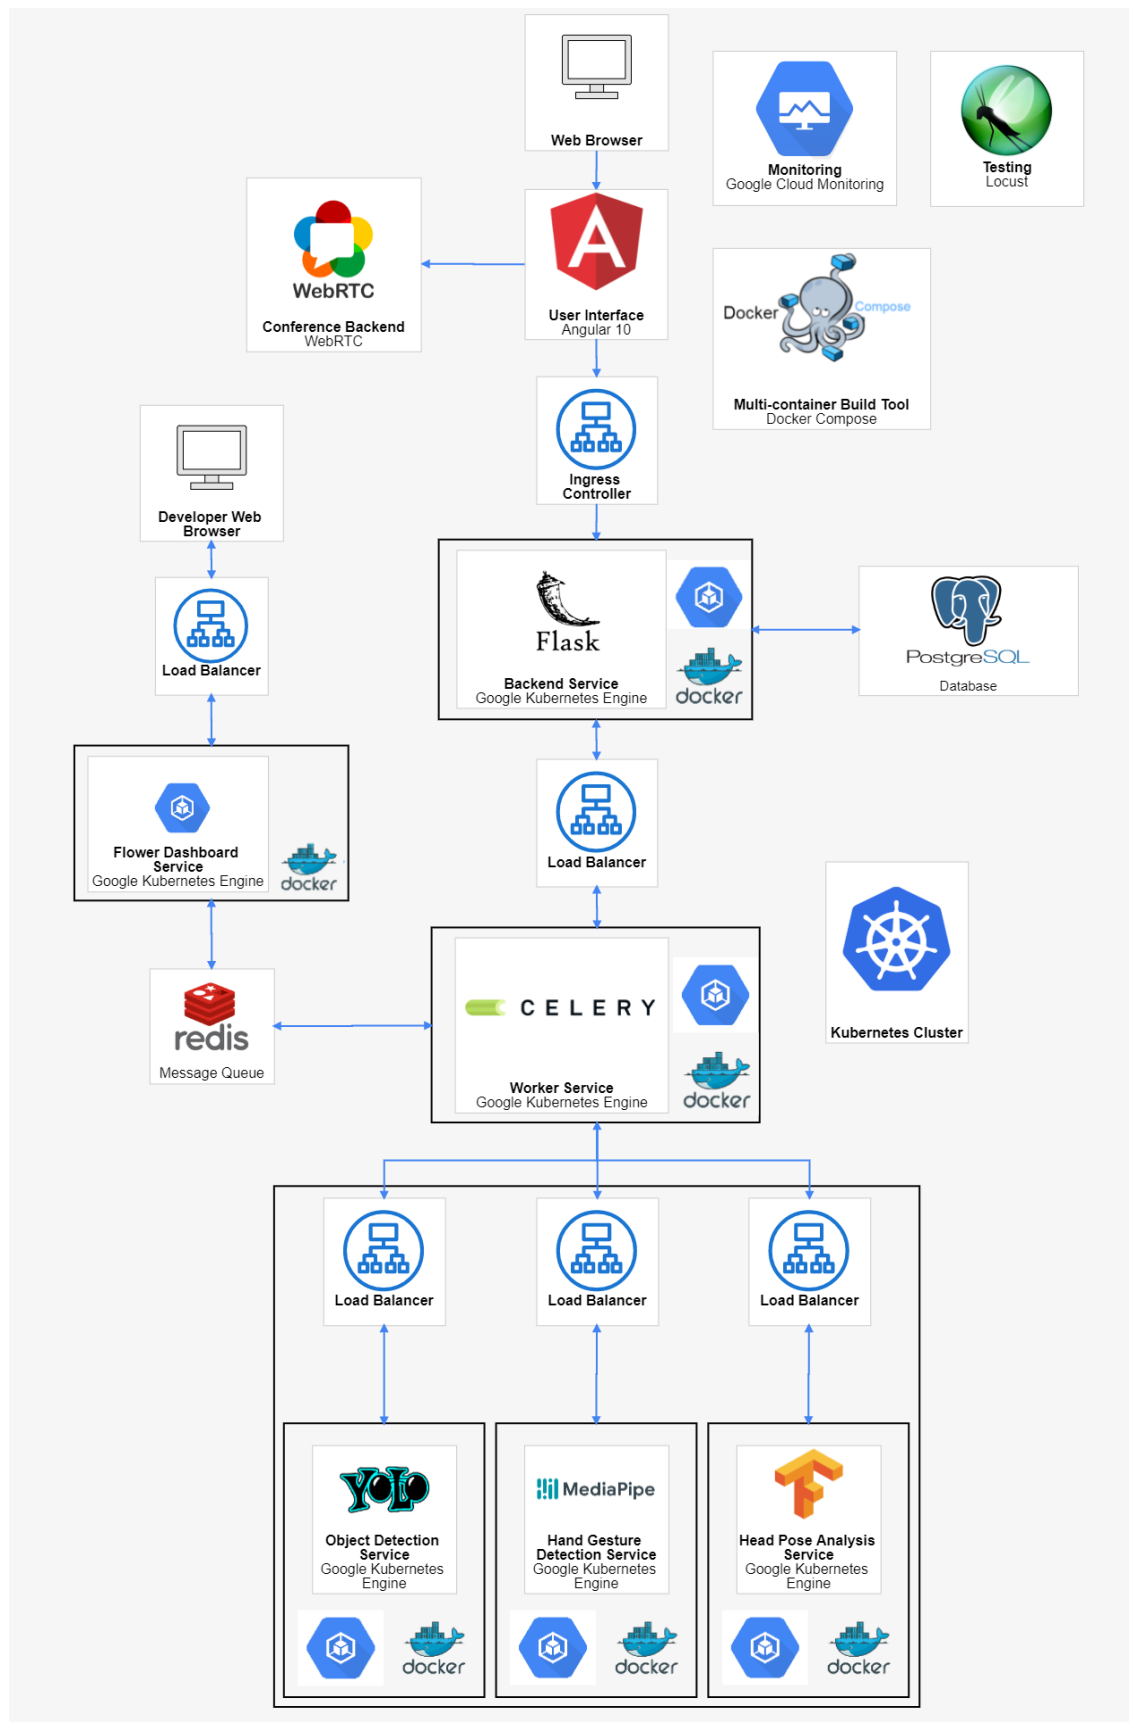 Web Browser
Monitoring
Google Cloud Monitoring
Testing
Locust
WebRTC
Conference Backend
WebRTC
User Interface
Angular 10
Docker
Compose
Multi-container Build Tool
Docker Compose
Ingress
Controller
Developer Web
Browser
Load Balancer
Flask
Backend Service
Google Kubernetes Engine
docker
PostgreSQL
Database
Load Balancer
Flower Dashboard
Service
Google Kubernetes Engine
docker
redis
Message Queue
CELERY
Worker Service
Google Kubernetes Engine
docker
Kubernetes Cluster
Load Balancer
Load Balancer
Load Balancer
YOLO
Object Detection
Service
Google Kubernetes
Engine
docker
MediaPipe
Hand Gesture
Detection Service
Google Kubernetes
Engine
docker
Head Pose Analysis
Service
Google Kubernetes
Engine
docker